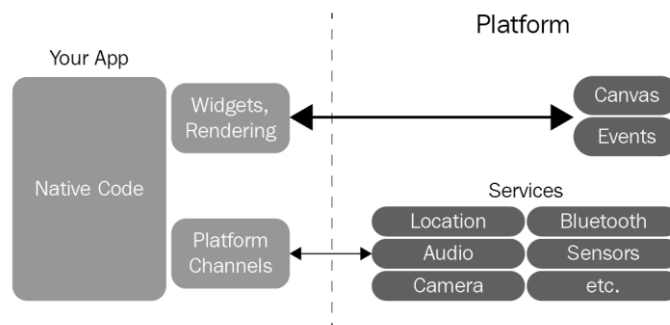 Platform
Your App
Widgets,
Rendering
Canvas
Events
Native Code
Services
Platform
Channels
Location
Bluetooth
Audio
Sensors
Camera
etc.